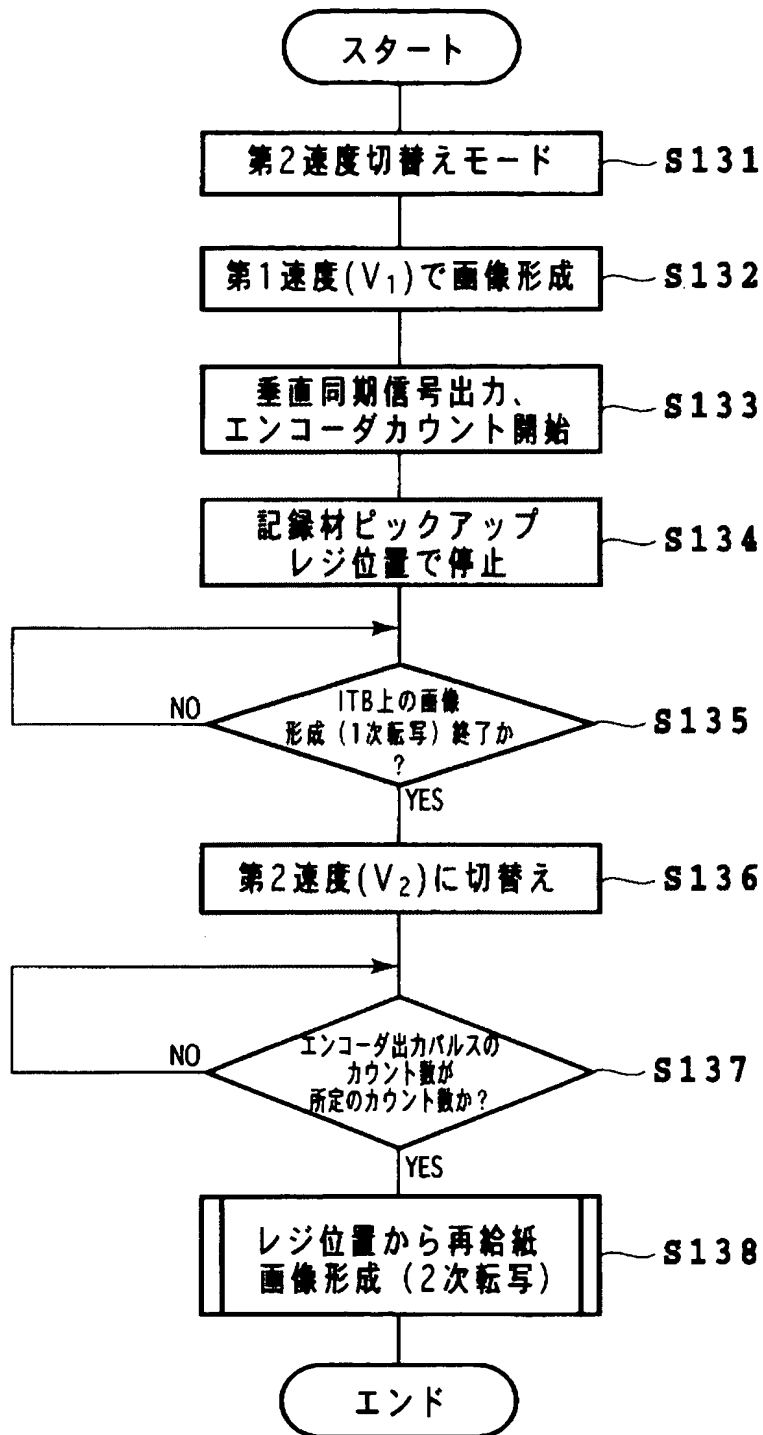 スタート
第2速度切替えモード
S131
第1速度(V₁)で画像形成
S132
垂直同期信号出力、
エンコーダカウント開始
S133
記録材ピックアップ
レジ位置で停止
S134
ITB上の画像
形成(1次転写)終了か
?
NO
S135
YES
第2速度(V₂)に切替え
S136
エンコーダ出力パルスの
カウント数が
所定のカウント数か?
NO
S137
YES
レジ位置から再給紙
画像形成(2次転写)
S138
エンド